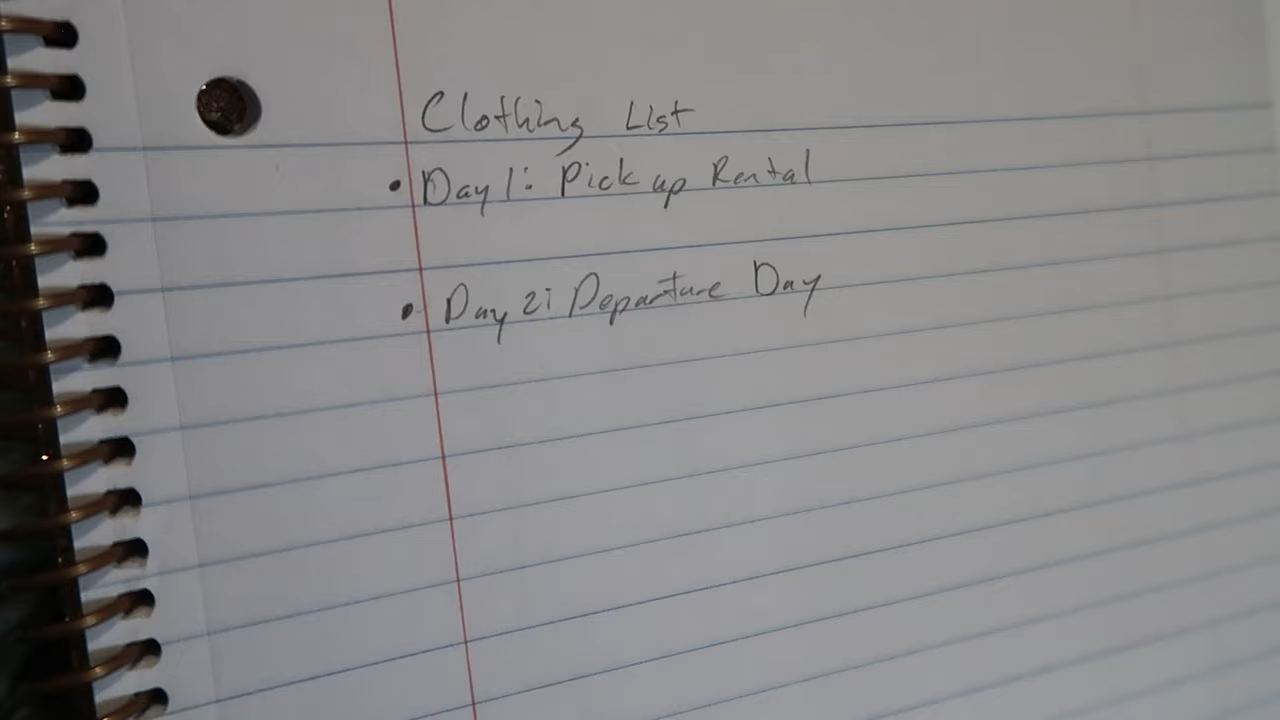 Clothing List
• Day 1: Pick up Rental
• Day 2: Departure Day